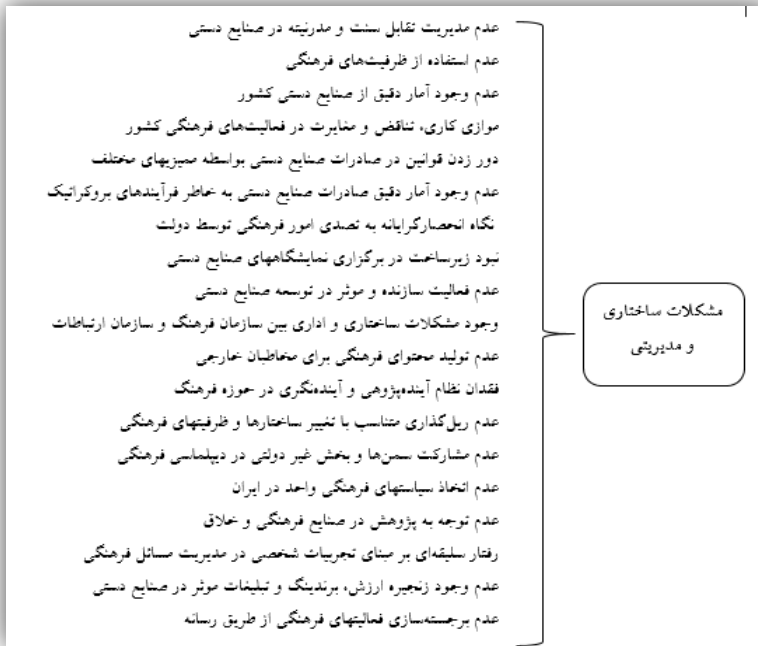 عدم مدیریت تقابل سنت و مدرنیته در صنایع دستی
عدم استفاده از ظرفیت‌های فرهنگی
عدم وجود آمار دقیق از صنایع دستی کشور
موازی کاری، تناقض و مغایرت در فعالیت‌های فرهنگی کشور
دور زدن قوانین در صادرات صنایع دستی بواسطه ممیزیهای مختلف
عدم وجود آمار دقیق صادرات صنایع دستی به خاطر فرآیندهای بروکراتیک
نگاه انحصارگرایانه به تصدی امور فرهنگی توسط دولت
نبود زیرساخت در برگزاری نمایشگاههای صنایع دستی
عدم فعالیت سازنده و موثر در توسعه صنایع دستی
وجود مشکلات ساختاری و اداری بین سازمان فرهنگ و سازمان ارتباطات
عدم تولید محتوای فرهنگی برای مخاطبان خارجی
فقدان نظام آینده‌پژوهی و آینده‌نگری در حوزه فرهنگ
عدم ریل‌گذاری متناسب با تغییر ساختارها و ظرفیتهای فرهنگی
عدم مشارکت سمن‌ها و بخش غیر دولتی در دیپلماسی فرهنگی
عدم اتخاذ سیاستهای فرهنگی واحد در ایران
عدم توجه به پژوهش در صنایع فرهنگی و خلاق
رفتار سلیقه‌ای بر مبنای تجربیات شخصی در مدیریت مسائل فرهنگی
عدم وجود زنجیره ارزش، برندینگ و تبلیغات موثر در صنایع دستی
عدم برجسته‌سازی فعالیتهای فرهنگی از طریق رسانه
مشکلات ساختاری
و مدیریتی